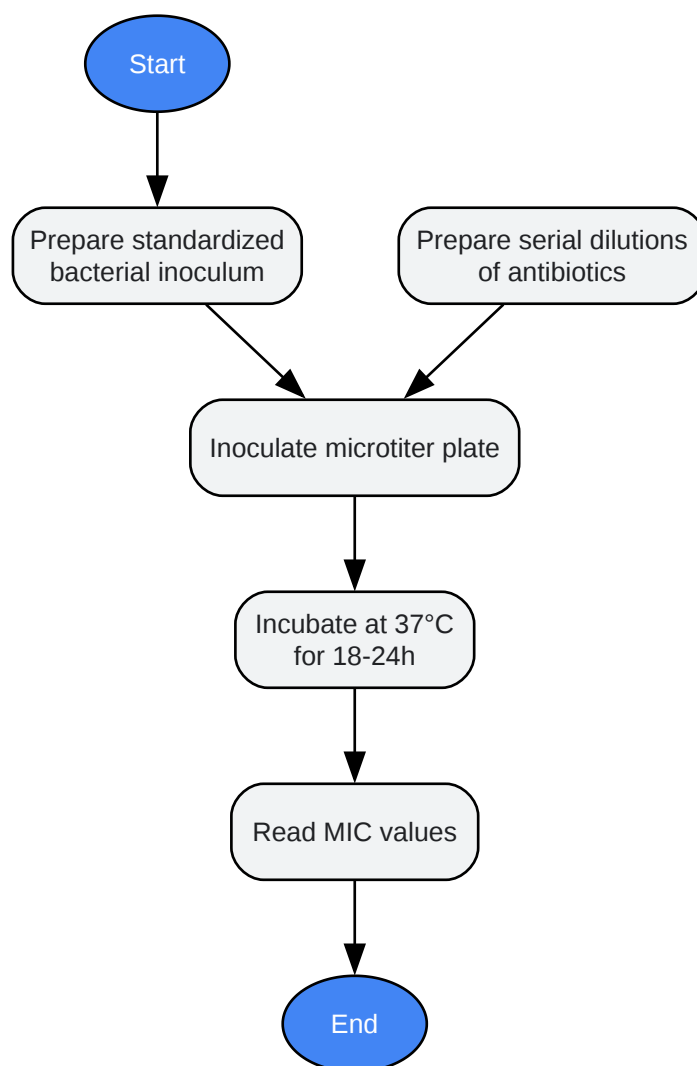 Start
Prepare standardized
bacterial inoculum
Prepare serial dilutions
of antibiotics
Inoculate microtiter plate
Incubate at 37°C
for 18-24h
Read MIC values
End